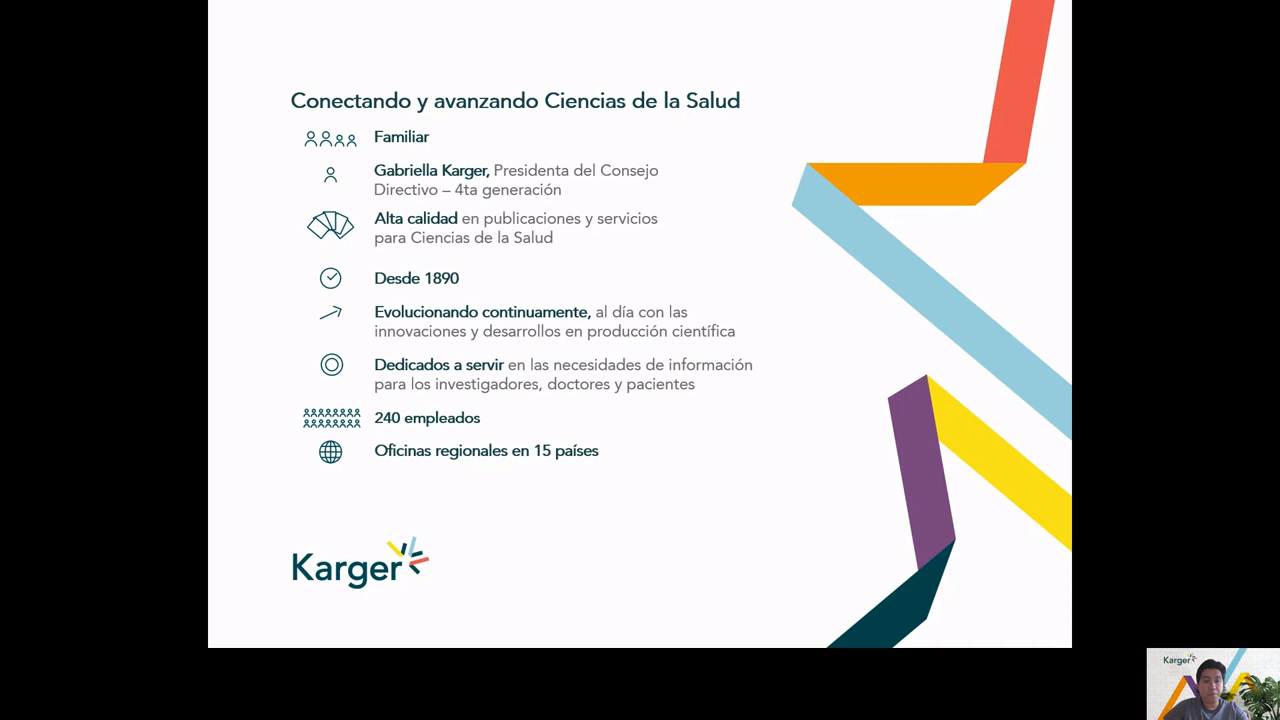 Conectando y avanzando Ciencias de la Salud
Familiar
Gabriella Karger, Presidenta del Consejo
Directivo – 4ta generación
Alta calidad en publicaciones y servicios
para Ciencias de la Salud
Desde 1890
Evolucionando continuamente, al día con las
innovaciones y desarrollos en producción científica
Dedicados a servir en las necesidades de información
para los investigadores, doctores y pacientes
240 empleados
Oficinas regionales en 15 países
Karger
Karger